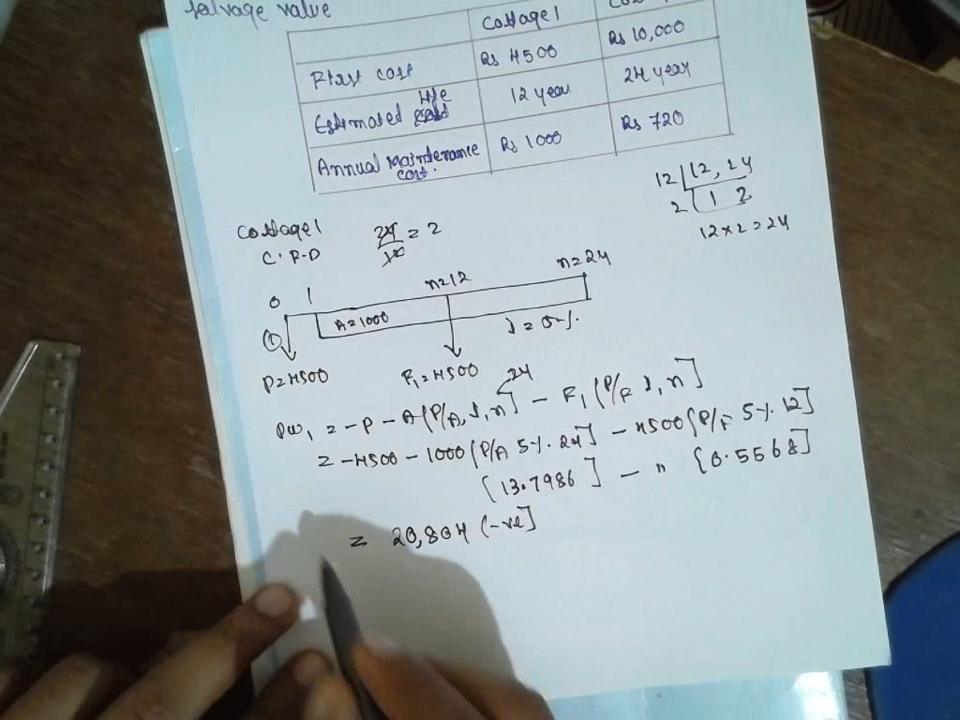 Salvage value
Cottage 1
First cost Rs 4500 Rs 10,000
Estimated life 12 year 24 year
Annual Maintenance cost. Rs 1000 Rs 720
12 | 12, 24
2 | 1 2
12 x 2 = 24
Cottage 1
C.P.D
24/12 = 2
0 1 n=12 n=24
A=1000 i=5%.
①
P=4500 F₁=4500
24
PW₁ = -P - A(P/A, i, n] - F₁ (P/F i, n]
= -4500 - 1000 (P/A 5%. 24] - 4500 (P/F 5%. 12]
[13.7986] - " {0.5568]
= 20,804 (-ve]